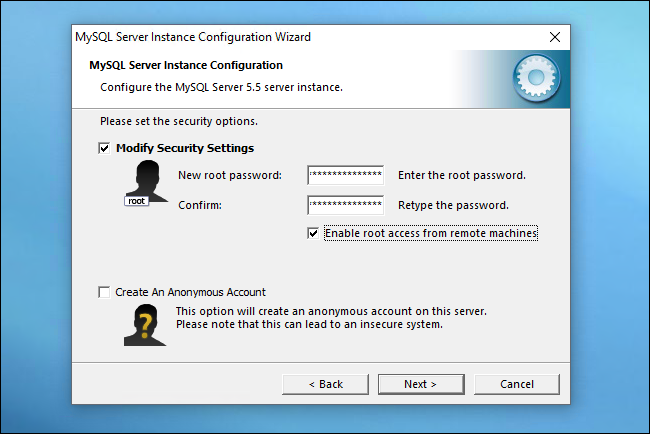 MySQL Server Instance Configuration Wizard
MySQL Server Instance Configuration
Configure the MySQL Server 5.5 server instance.
Please set the security options.
Modify Security Settings
New root password: ************** Enter the root password.
root
Confirm: ************** Retype the password.
Enable root access from remote machines
Create An Anonymous Account
?
This option will create an anonymous account on this server.
Please note that this can lead to an insecure system.
< Back Next > Cancel